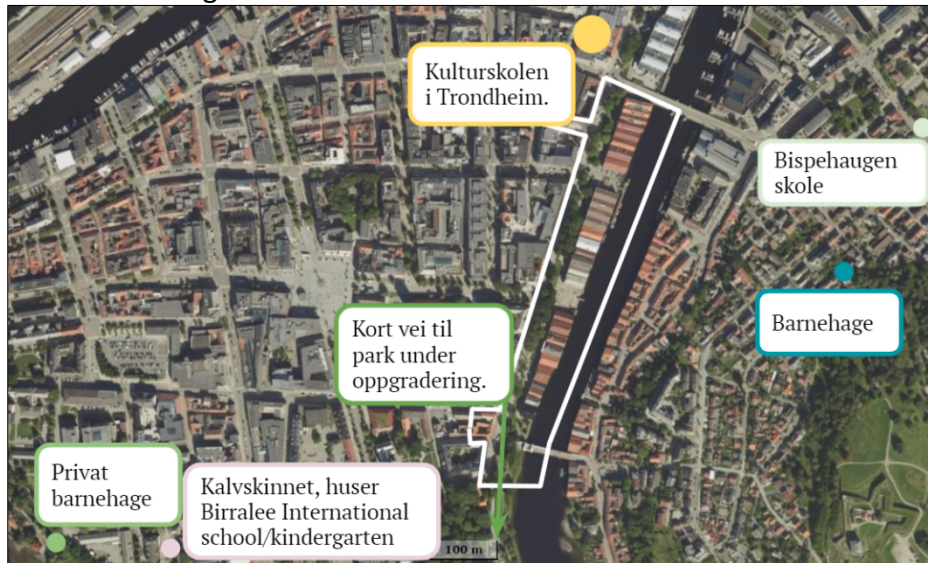 Kulturskolen
i Trondheim.
Bispehaugen
skole
Kort vei til
park under
oppgradering.
Barnehage
Privat
barnehage
Kalvskinnet, huser
Birralee International
school/kindergarten
100 m